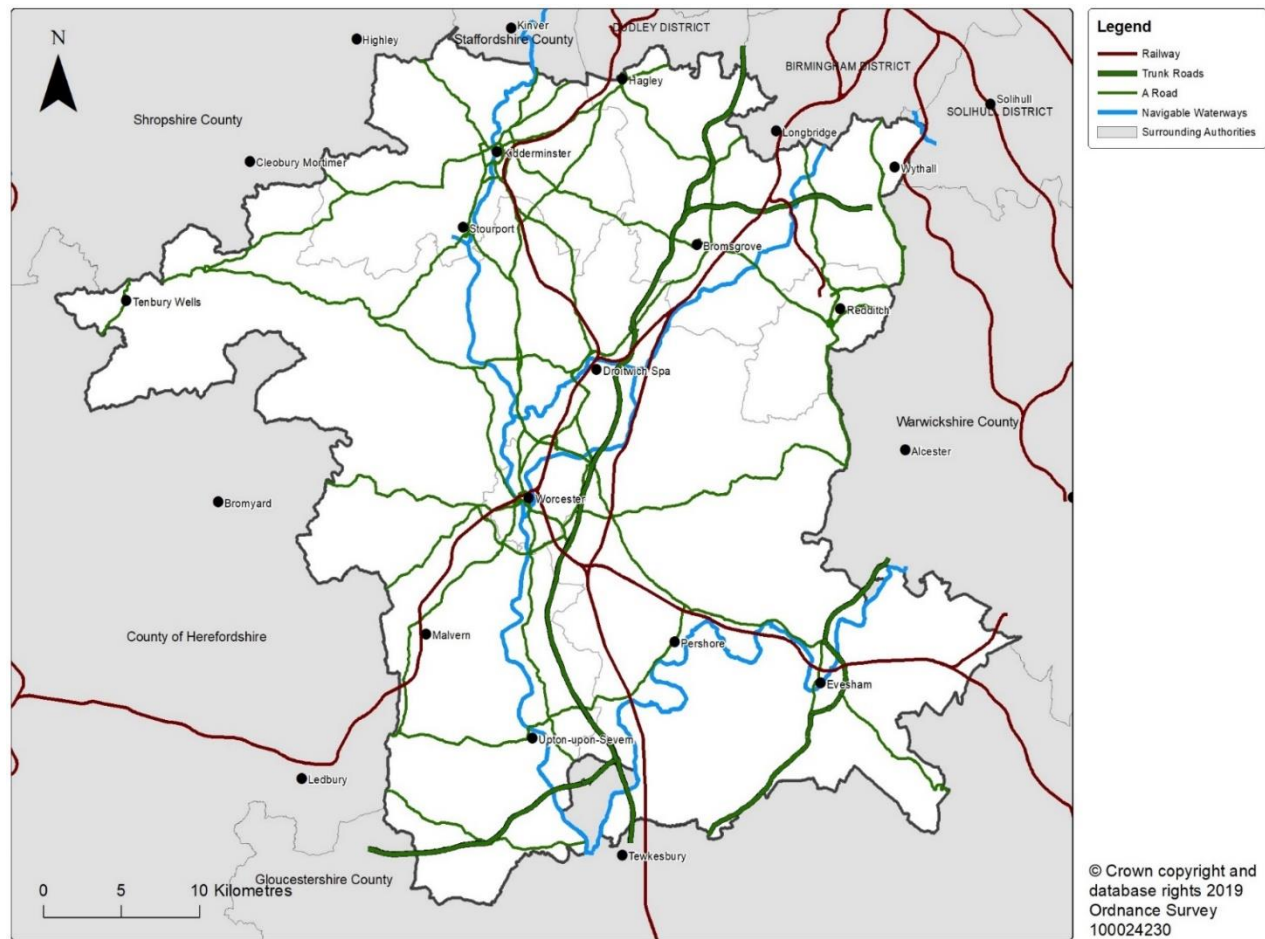 N
Kinver
Staffordshire County
DUDLEY DISTRICT
Highley
Hagley
BIRMINGHAM DISTRICT
Solihull
SOLIHULL DISTRICT
Shropshire County
Longbridge
Cleobury Mortimer
Kidderminster
Wythall
Stourport
Bromsgrove
Tenbury Wells
Redditch
Droitwich Spa
Warwickshire County
Alcester
Bromyard
Worcester
County of Herefordshire
Malvern
Pershore
Evesham
Upton-upon-Severn
Ledbury
Tewkesbury
Gloucestershire County
0 5 10 Kilometres
Legend
Railway
Trunk Roads
A Road
Navigable Waterways
Surrounding Authorities
© Crown copyright and
database rights 2019
Ordnance Survey
100024230